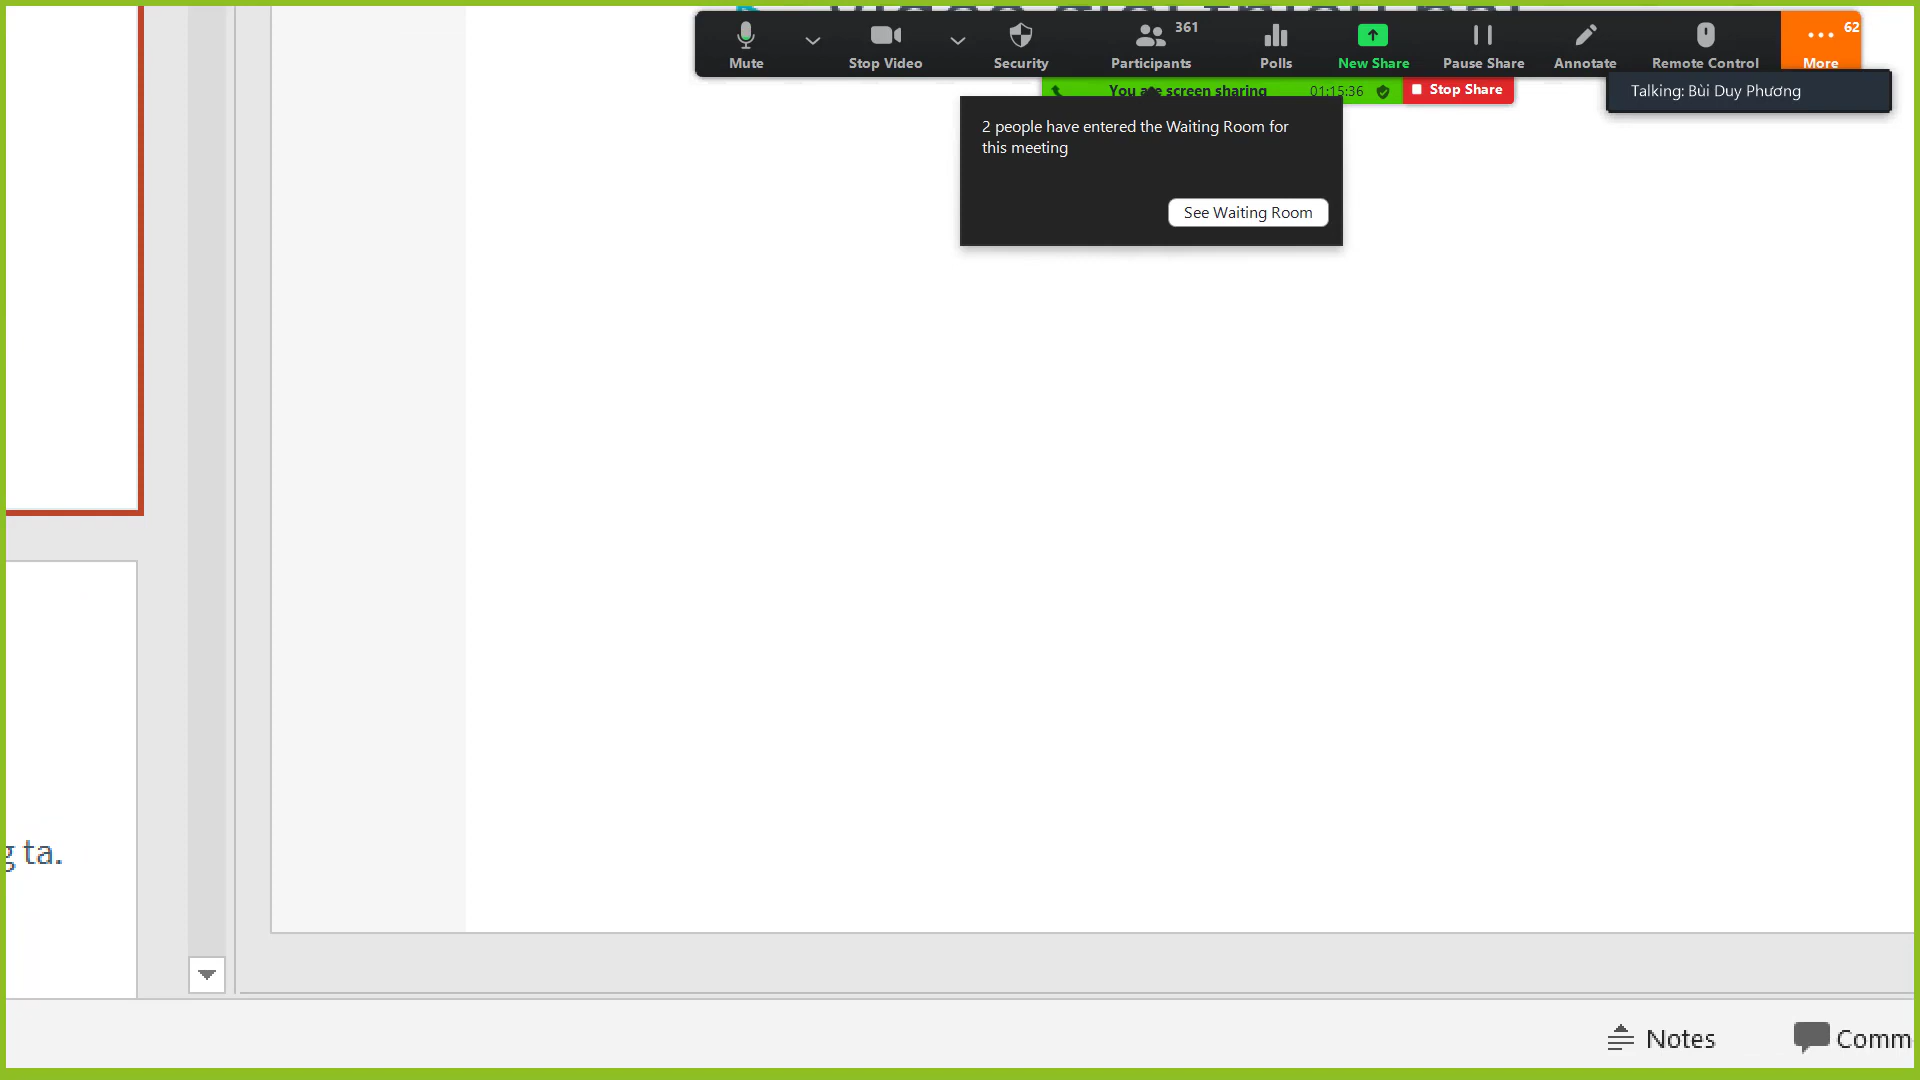 361
62
Mute
Stop Video
Security
Participants
Polls
New Share
Pause Share
Annotate
Remote Control
More
You are screen sharing
01:15:36
Stop Share
Talking: Bùi Duy Phương
2 people have entered the Waiting Room for
this meeting
See Waiting Room
g ta.
Notes
Comm